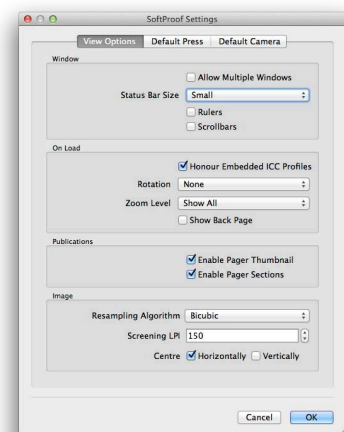 SoftProof Settings
View Options Default Press Default Camera
Window
Allow Multiple Windows
Status Bar Size Small
Rulers
Scrollbars
On Load
Honour Embedded ICC Profiles
Rotation None
Zoom Level Show All
Show Back Page
Publications
Enable Pager Thumbnail
Enable Pager Sections
Image
Resampling Algorithm Bicubic
Screening LPI 150
Centre Horizontally Vertically
Cancel OK